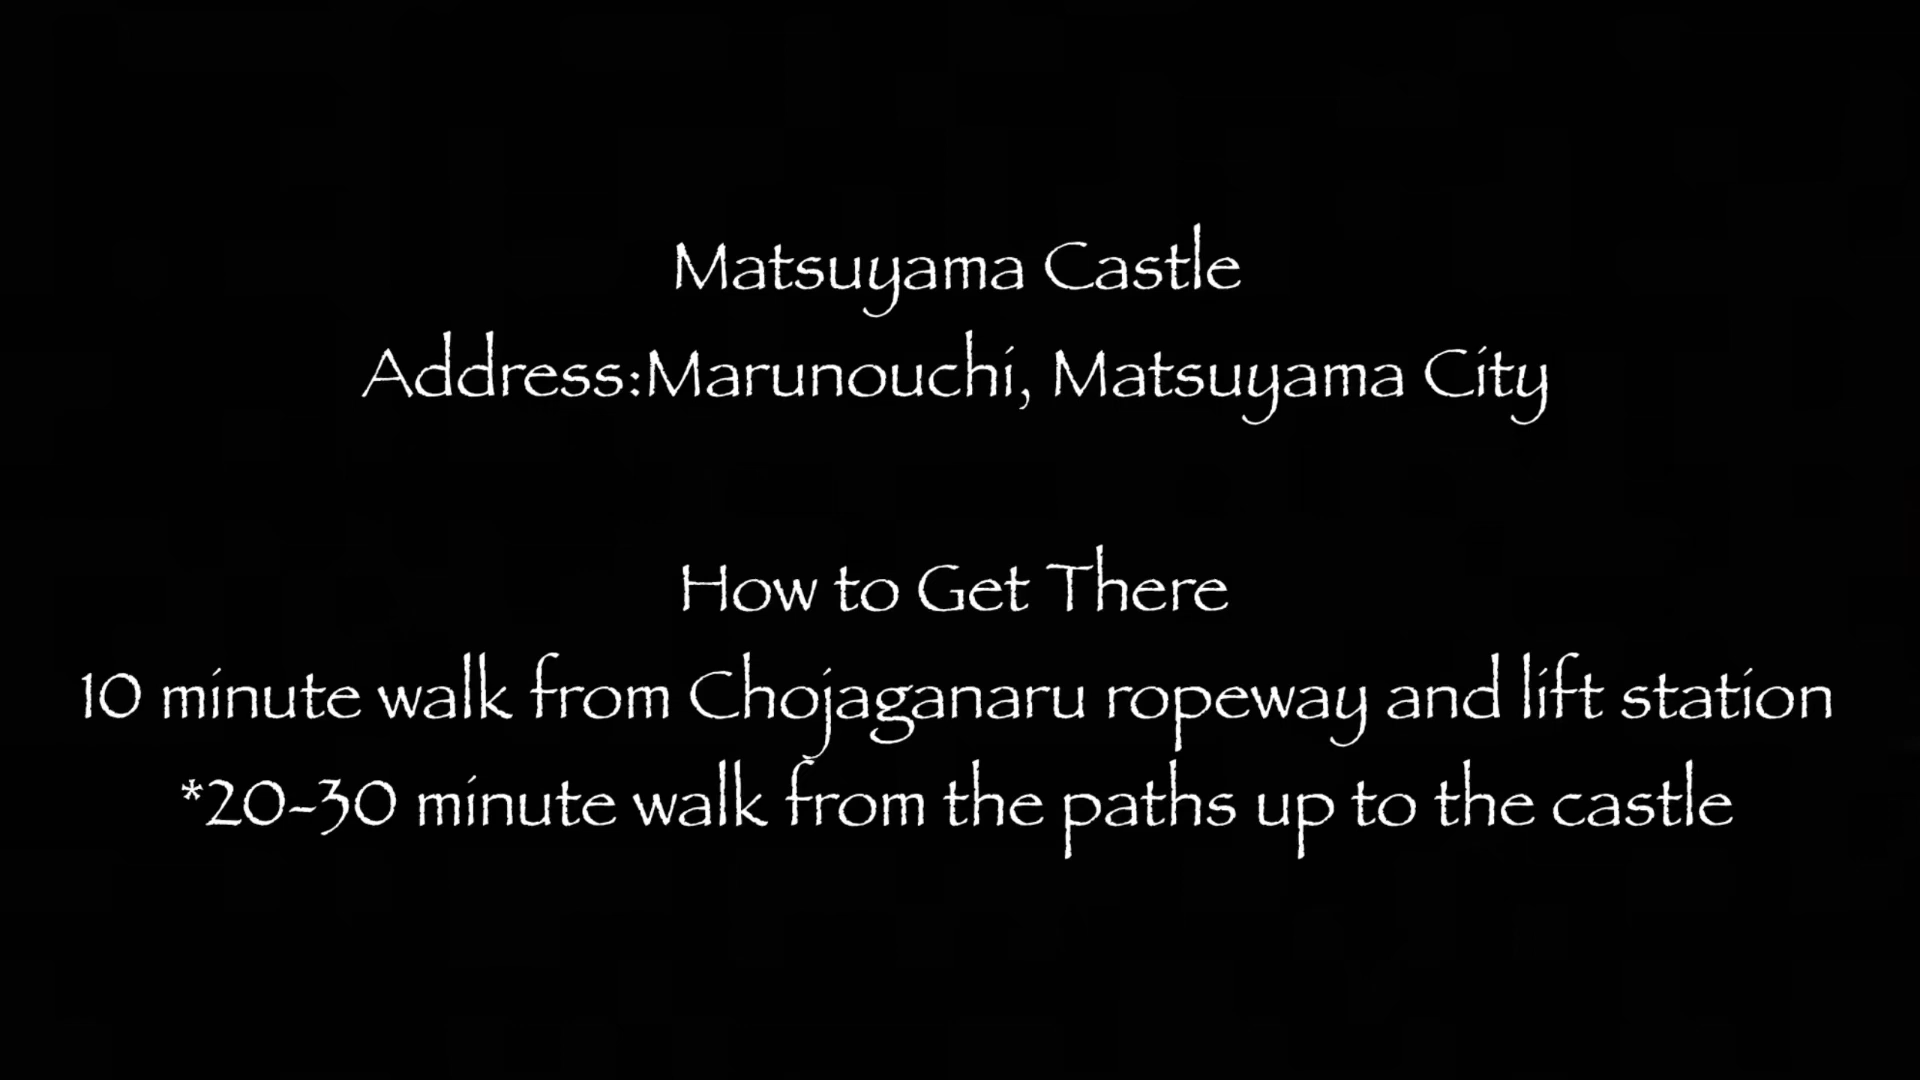 Matsuyama Castle
Address:Marunouchi, Matsuyama City
How to Get There
10 minute walk from Chojaganaru ropeway and lift station
*20-30 minute walk from the paths up to the castle